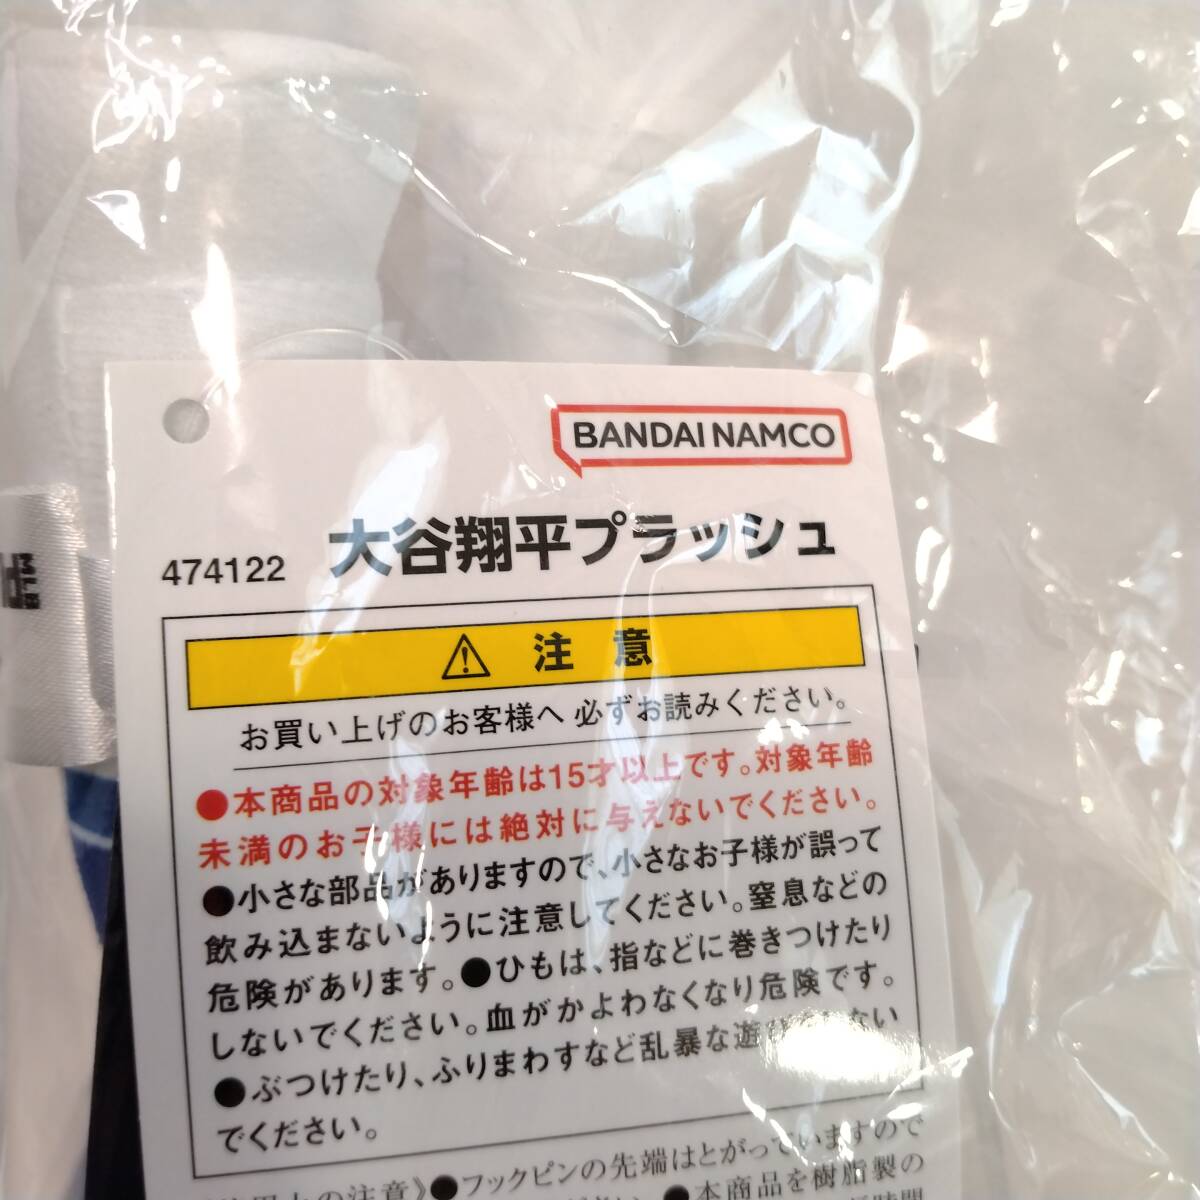 BANDAI NAMCO
474122 大谷翔平プラッシュ
注意
お買い上げのお客様へ 必ずお読みください。
●本商品の対象年齢は15才以上です。対象年齢
未満のお子様には絶対に与えないでください。
●小さな部品がありますので、小さなお子様が誤って
飲み込まないように注意してください。窒息などの
危険があります。●ひもは、指などに巻きつけたり
しないでください。血がかよわなくなり危険です。
●ぶつけたり、ふりまわすなど乱暴な遊び ない
でください。
の注意》●フックピンの先端はとがっていますので
●本商品を樹脂製の
MLB